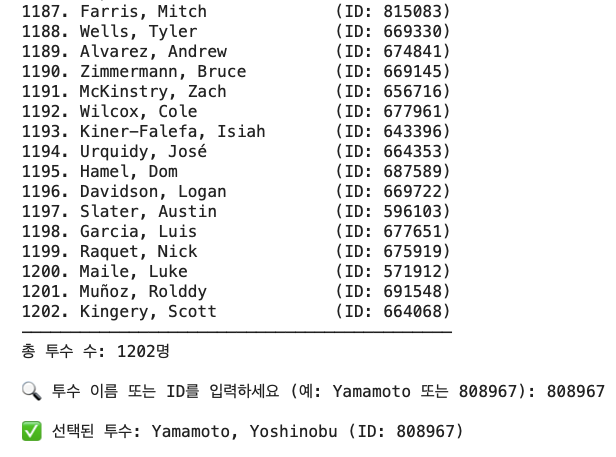 1187. Farris, Mitch (ID: 815083)
1188. Wells, Tyler (ID: 669330)
1189. Alvarez, Andrew (ID: 674841)
1190. Zimmermann, Bruce (ID: 669145)
1191. McKinstry, Zach (ID: 656716)
1192. Wilcox, Cole (ID: 677961)
1193. Kiner-Falefa, Isiah (ID: 643396)
1194. Urquidy, José (ID: 664353)
1195. Hamel, Dom (ID: 687589)
1196. Davidson, Logan (ID: 669722)
1197. Slater, Austin (ID: 596103)
1198. Garcia, Luis (ID: 677651)
1199. Raquet, Nick (ID: 675919)
1200. Maile, Luke (ID: 571912)
1201. Muñoz, Rolddy (ID: 691548)
1202. Kingery, Scott (ID: 664068)
총 투수 수: 1202명
🔍 투수 이름 또는 ID를 입력하세요 (예: Yamamoto 또는 808967): 808967
✅ 선택된 투수: Yamamoto, Yoshinobu (ID: 808967)